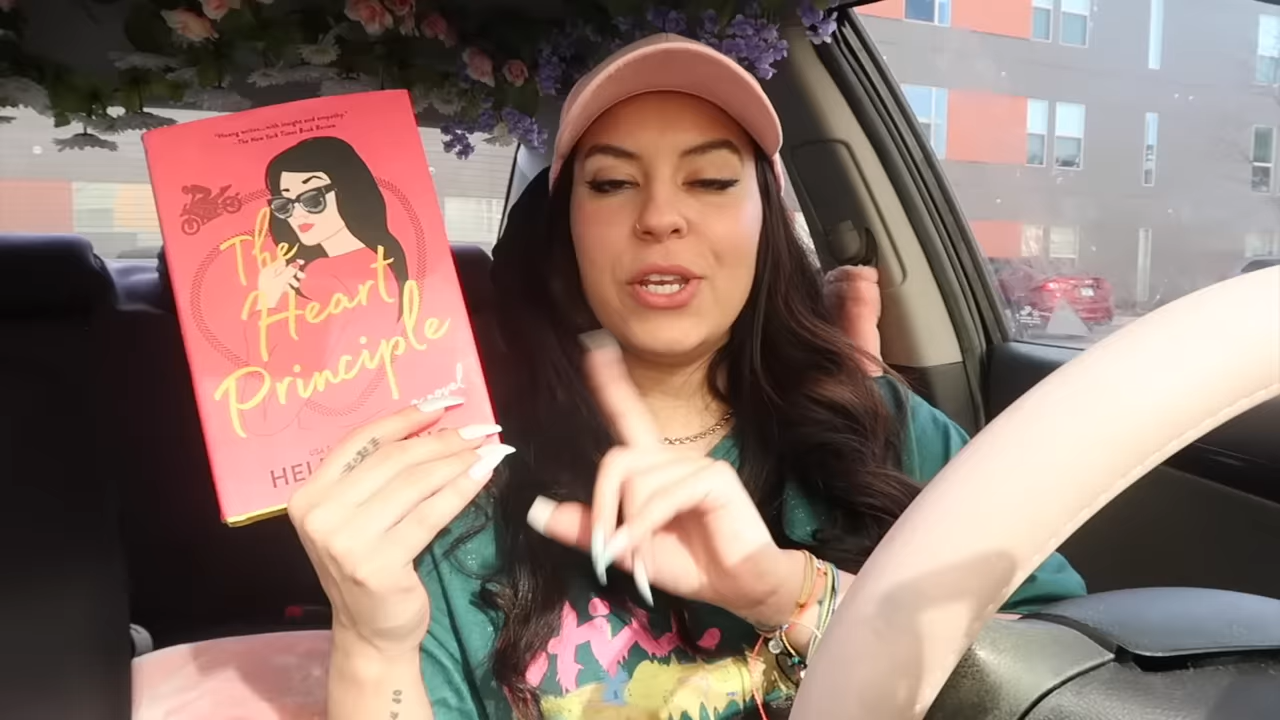 "Hoang writes...with insight and empathy."
—The New York Times Book Review
The
Heart
Principle
a novel